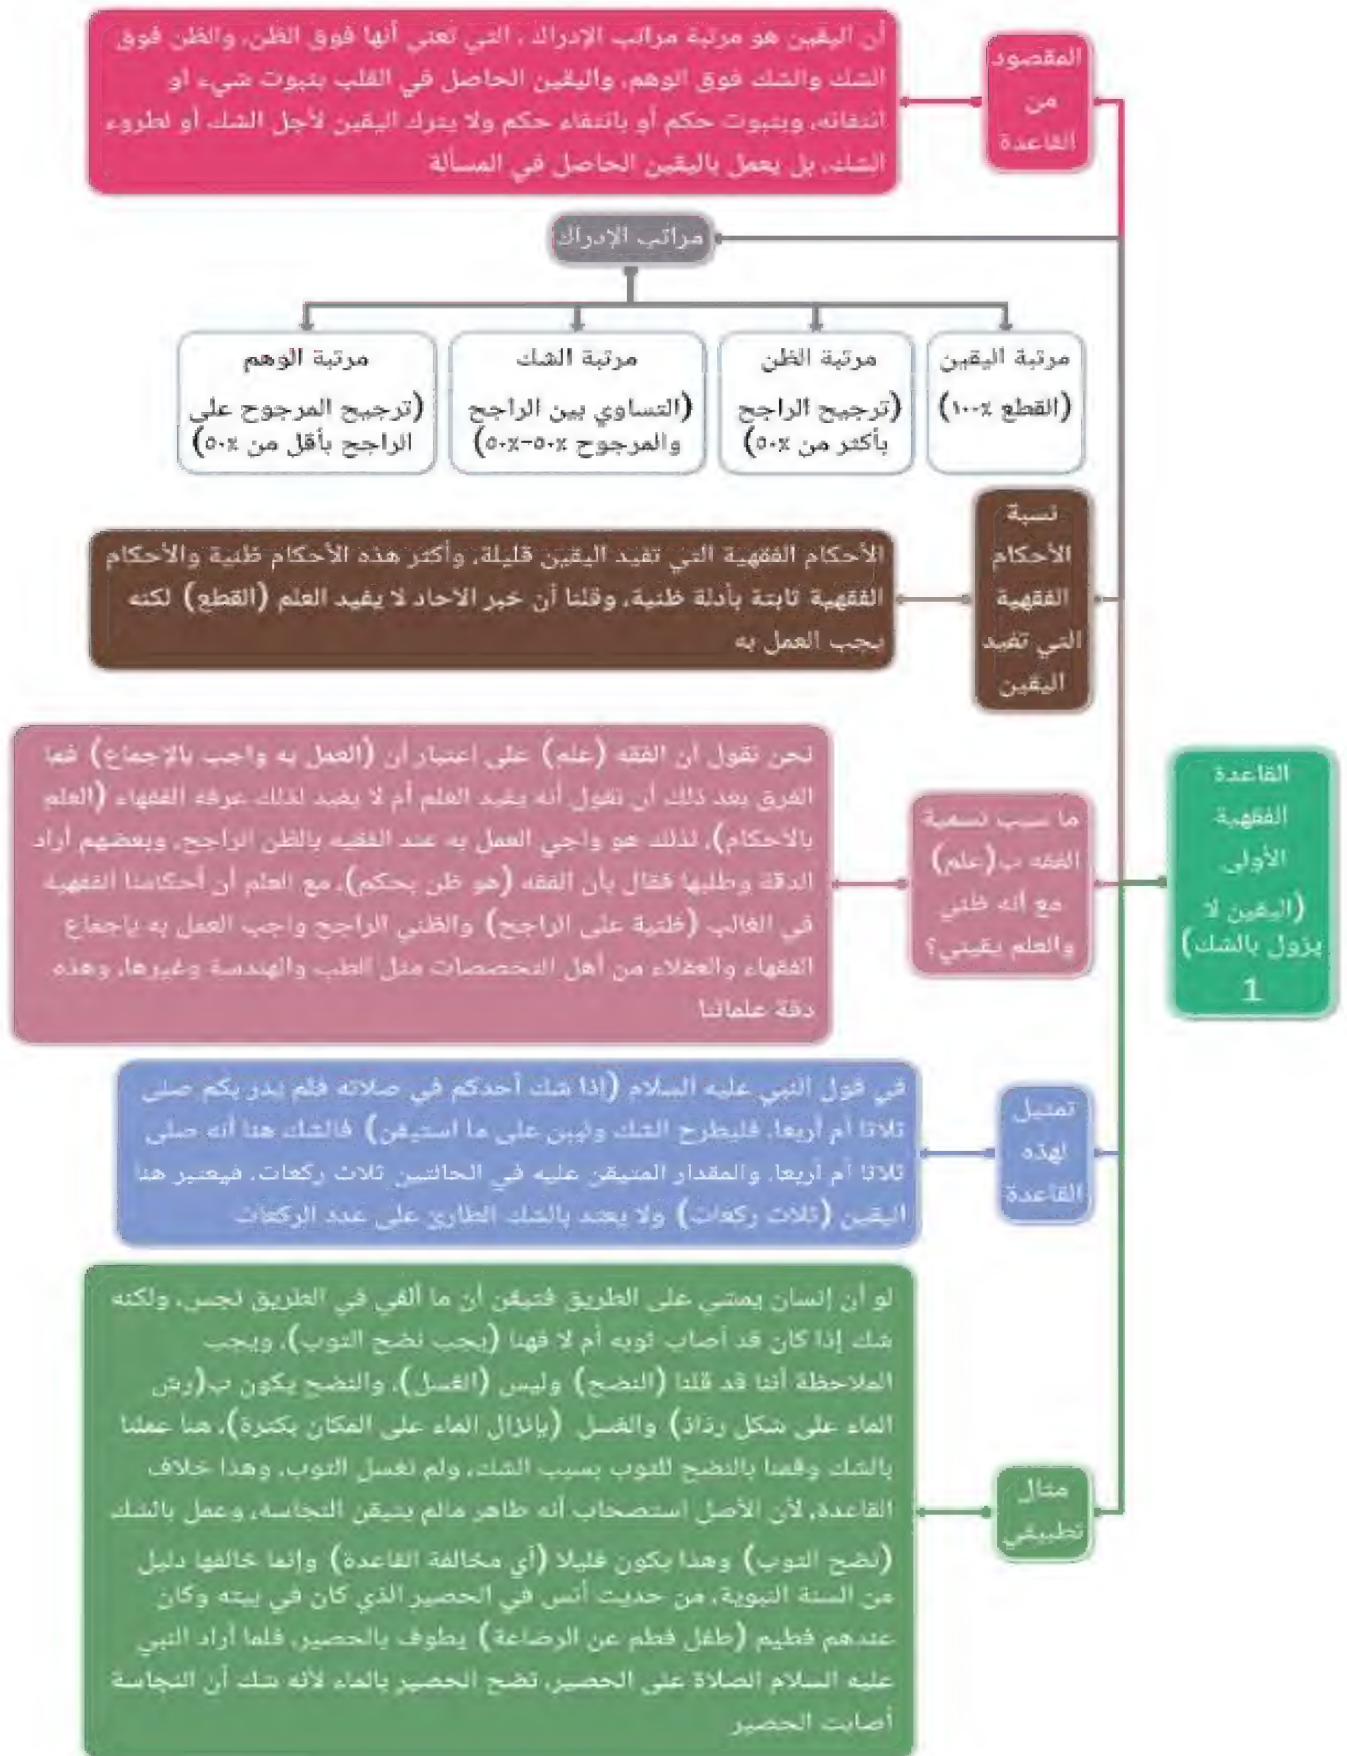 القاعدة
الفقهية
الأولى
(اليقين لا
يزول بالشك)
1
المقصود
من
القاعدة
أن اليقين هو مرتبة مراتب الإدراك ، التي تعني أنها فوق الظن، والظن فوق
الشك والشك فوق الوهم، واليقين الحاصل في القلب بثبوت شيء او
انتفائه، وبثبوت حكم أو بانتفاء حكم ولا يترك اليقين لأجل الشك أو لطروء
الشك، بل يعمل باليقين الحاصل في المسألة
مراتب الإدراك
مرتبة اليقين
(القطع ٪١٠٠)
مرتبة الظن
(ترجيح الراجح
بأكثر من ٪٥٠)
مرتبة الشك
(التساوي بين الراجح
والمرجوح ٪٥٠-٪٥٠)
مرتبة الوهم
(ترجيح المرجوح على
الراجح بأقل من ٪٥٠)
نسبة
الأحكام
الفقهية
التي تفيد
اليقين
الأحكام الفقهية التي تفيد اليقين قليلة، وأكثر هذه الأحكام ظنية والأحكام
الفقهية ثابتة بأدلة ظنية، وقلنا أن خبر الآحاد لا يفيد العلم (القطع) لكنه
يجب العمل به
ما سبب تسمية
الفقه ب(علم)
مع أنه ظني
والعلم يقيني؟
نحن نقول أن الفقه (علم) على اعتبار أن (العمل به واجب بالإجماع) فما
الفرق بعد ذلك أن نقول أنه يفيد العلم أم لا يفيد لذلك عرفه الفقهاء (العلم
بالأحكام)، لذلك هو واجي العمل به عند الفقيه بالظن الراجح، وبعضهم أراد
الدقة وطلبها فقال بأن الفقه (هو ظن بحكم)، مع العلم أن أحكامنا الفقهية
في الغالب (ظنية على الراجح) والظني الراجح واجب العمل به بإجماع
الفقهاء والعقلاء من أهل التخصصات مثل الطب والهندسة وغيرها، وهذه
دقة علمائنا
تمثيل
لهذه
القاعدة
في قول النبي عليه السلام (إذا شك أحدكم في صلاته فلم يدر بكم صلى
ثلاثا أم أربعا، فليطرح الشك وليبن على ما استيقن) فالشك هنا أنه صلى
ثلاثا أم أربعا، والمقدار المتيقن عليه في الحالتين ثلاث ركعات، فيعتبر هنا
اليقين (ثلاث ركعات) ولا يعتد بالشك الطارئ على عدد الركعات
مثال
تطبيقي
لو أن إنسان يمشي على الطريق فتيقن أن ما ألقي في الطريق نجس، ولكنه
شك إذا كان قد أصاب ثوبه أم لا فهنا (يجب نضح الثوب)، ويجب
الملاحظة أننا قد قلنا (النضح) وليس (الغسل)، والنضح يكون ب(رش
الماء على شكل رذاذ) والغسل (بإنزال الماء على المكان بكثرة)، هنا عملنا
بالشك وقمنا بالنضح للثوب بسبب الشك، ولم نغسل الثوب، وهذا خلاف
القاعدة، لأن الأصل استصحاب أنه طاهر مالم يتيقن النجاسة، وعمل بالشك
(نضح الثوب) وهذا يكون قليلا (أي مخالفة القاعدة) وإنما خالفها دليل
من السنة النبوية، من حديث أنس في الحصير الذي كان في بيته وكان
عندهم فطيم (طفل فطم عن الرضاعة) يطوف بالحصير، فلما أراد النبي
عليه السلام الصلاة على الحصير، نضح الحصير بالماء لأنه شك أن النجاسة
أصابت الحصير